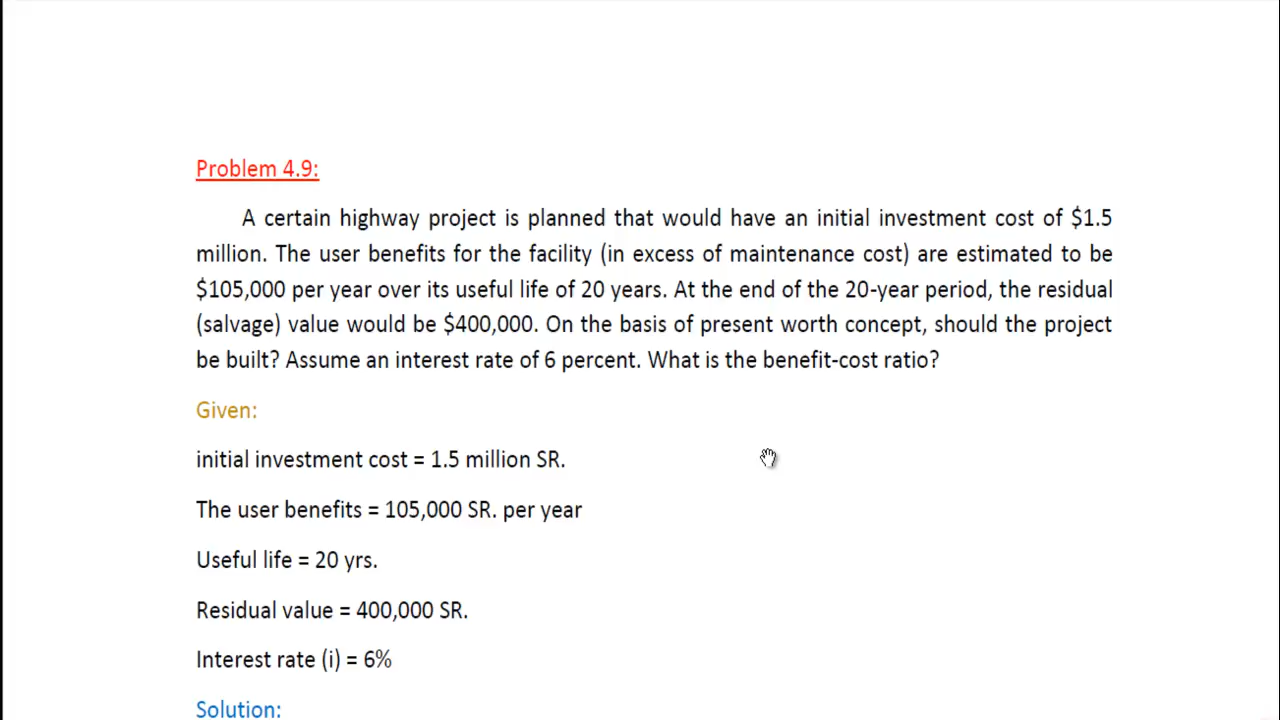 Problem 4.9:
A certain highway project is planned that would have an initial investment cost of $1.5
million. The user benefits for the facility (in excess of maintenance cost) are estimated to be
$105,000 per year over its useful life of 20 years. At the end of the 20-year period, the residual
(salvage) value would be $400,000. On the basis of present worth concept, should the project
be built? Assume an interest rate of 6 percent. What is the benefit-cost ratio?
Given:
initial investment cost = 1.5 million SR.
The user benefits = 105,000 SR. per year
Useful life = 20 yrs.
Residual value = 400,000 SR.
Interest rate (i) = 6%
Solution: